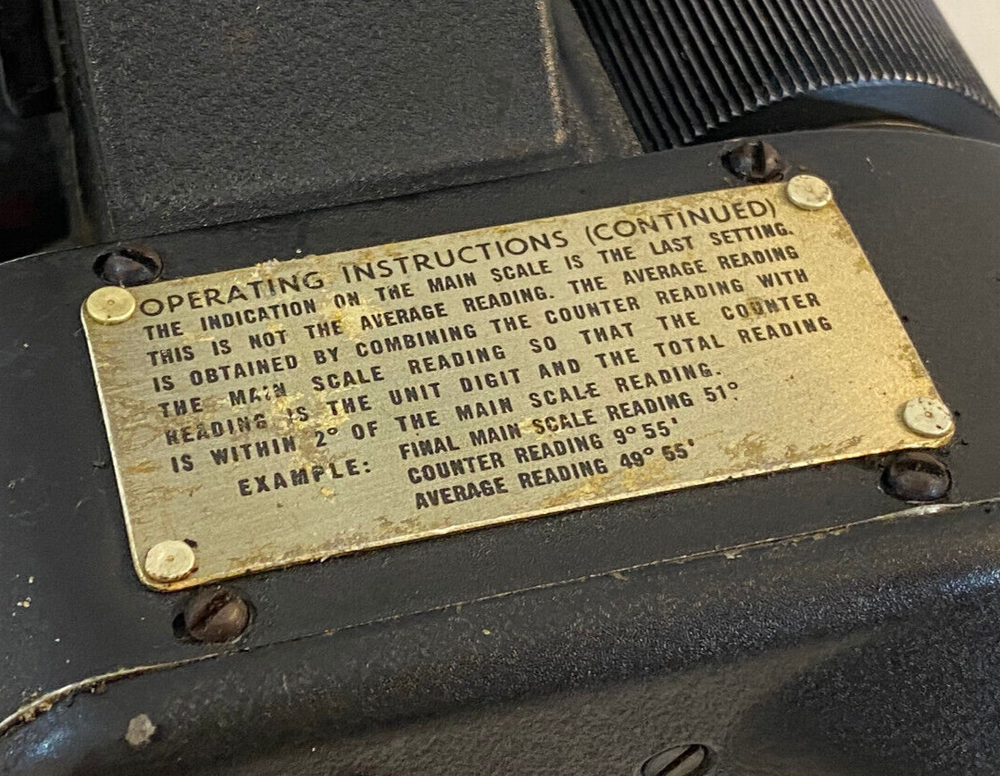 OPERATING INSTRUCTIONS (CONTINUED)
THE INDICATION ON THE MAIN SCALE IS THE LAST SETTING.
THIS IS NOT THE AVERAGE READING. THE AVERAGE READING
IS OBTAINED BY COMBINING THE COUNTER READING WITH
THE MAIN SCALE READING SO THAT THE COUNTER
READING IS THE UNIT DIGIT AND THE TOTAL READING
IS WITHIN 2° OF THE MAIN SCALE READING.
EXAMPLE: FINAL MAIN SCALE READING 51°.
COUNTER READING 9° 55'
AVERAGE READING 49° 55'